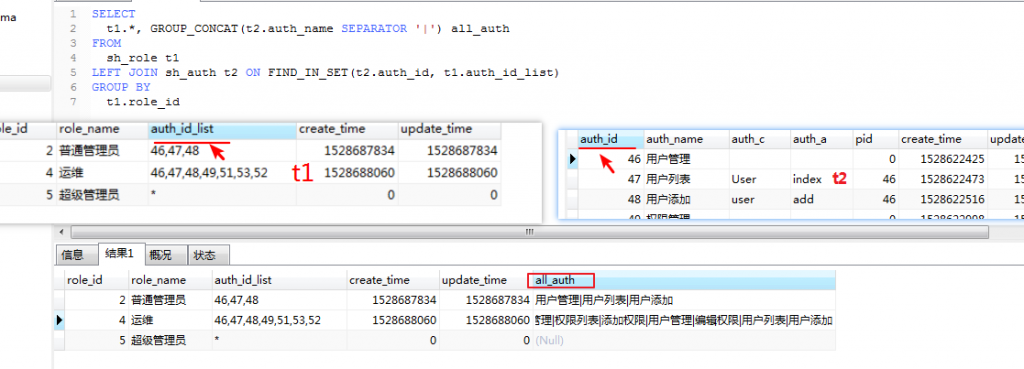 ma
1 SELECT
2 t1.*, GROUP_CONCAT(t2.auth_name SEPARATOR '|') all_auth
3 FROM
4 sh_role t1
5 LEFT JOIN sh_auth t2 ON FIND_IN_SET(t2.auth_id, t1.auth_id_list)
6 GROUP BY
7 t1.role_id
le_id role_name auth_id_list create_time update_time
2 普通管理员 46,47,48 1528687834 1528687834
4 运维 46,47,48,49,51,53,52 1528688060 1528688060
5 超级管理员 * 0 0
t1
auth_id auth_name auth_c auth_a pid create_time upda
46 用户管理 0 1528622425
47 用户列表 User index 46 1528622473
48 用户添加 user add 46 1528622516
t2
信息 结果1 概况 状态
role_id role_name auth_id_list create_time update_time all_auth
2 普通管理员 46,47,48 1528687834 1528687834 用户管理|用户列表|用户添加
4 运维 46,47,48,49,51,53,52 1528688060 1528688060 管理|权限列表|添加权限|用户管理|编辑权限|用户列表|用户添加
5 超级管理员 * 0 0 (Null)